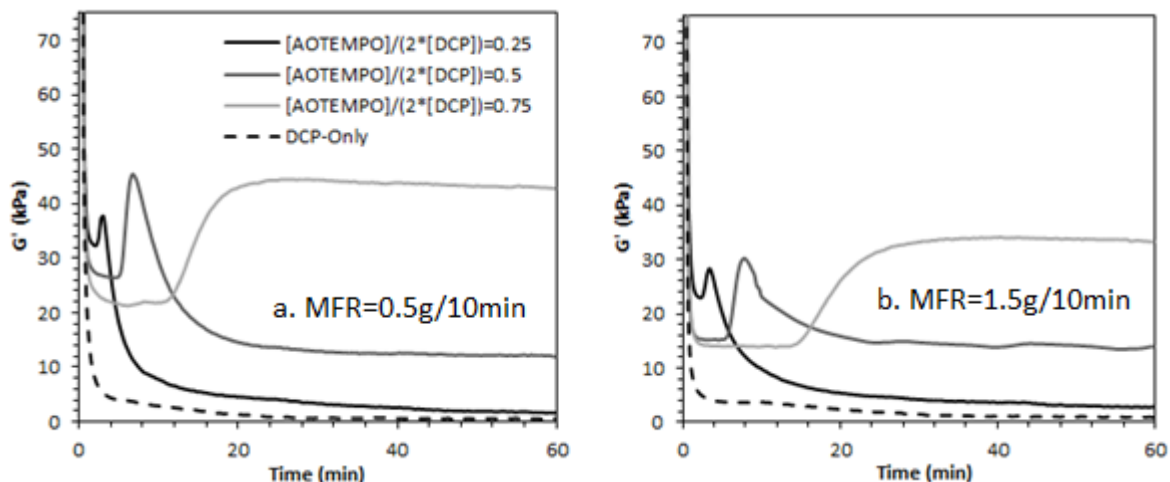 70
60
50
40
30
20
10
0
G' (kPa)
[AOTEMPO]/(2*[DCP])=0.25
[AOTEMPO]/(2*[DCP])=0.5
[AOTEMPO]/(2*[DCP])=0.75
DCP-Only
a. MFR=0.5g/10min
0 20 40 60
Time (min)
70
60
50
40
30
20
10
0
G' (kPa)
b. MFR=1.5g/10min
0 20 40 60
Time (min)